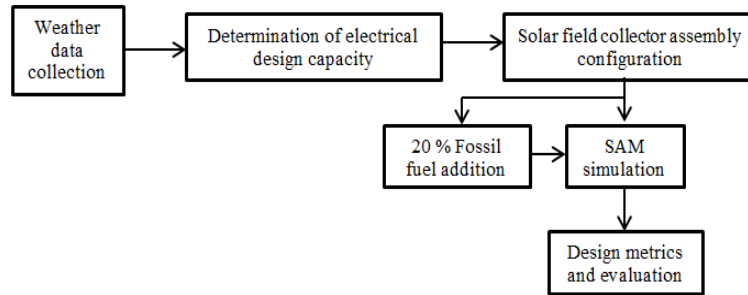 Weather
data
collection
Determination of electrical
design capacity
Solar field collector assembly
configuration
20 % Fossil
fuel addition
SAM
simulation
Design metrics
and evaluation